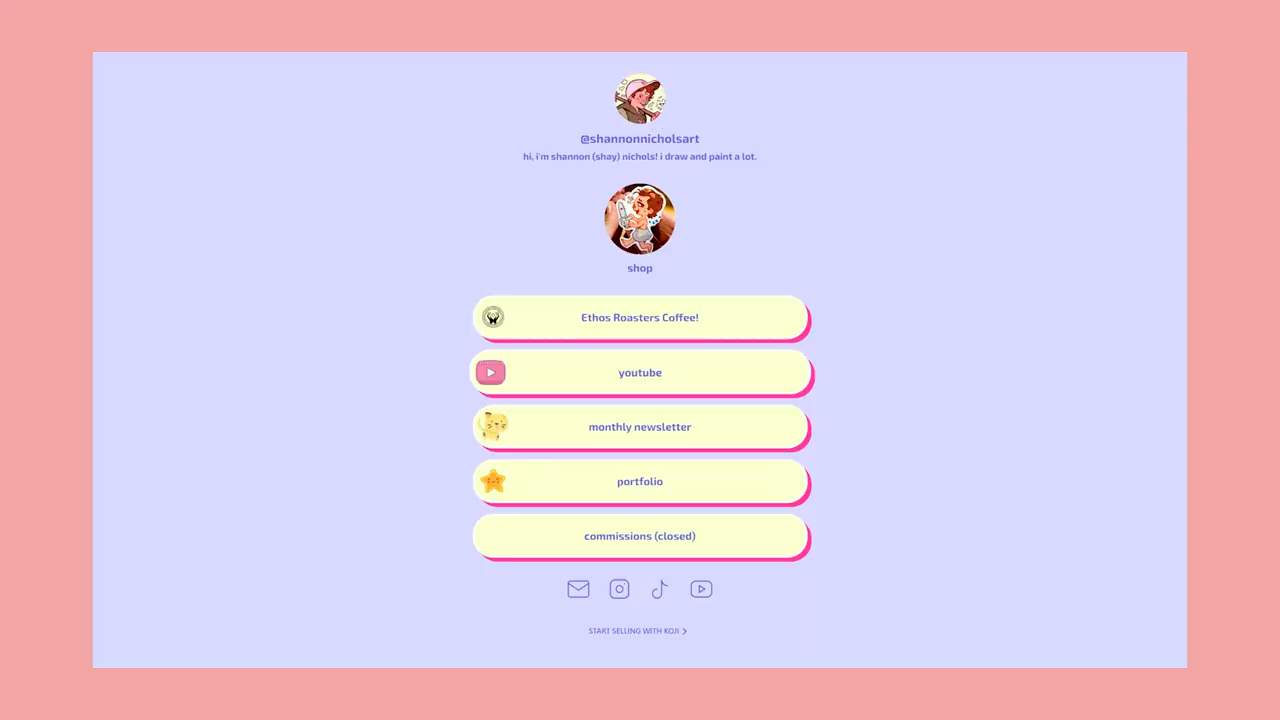 @shannonnicholsart
hi, i'm shannon (shay) nichols! i draw and paint a lot.
shop
Ethos Roasters Coffee!
youtube
monthly newsletter
portfolio
commissions (closed)
START SELLING WITH KOJI